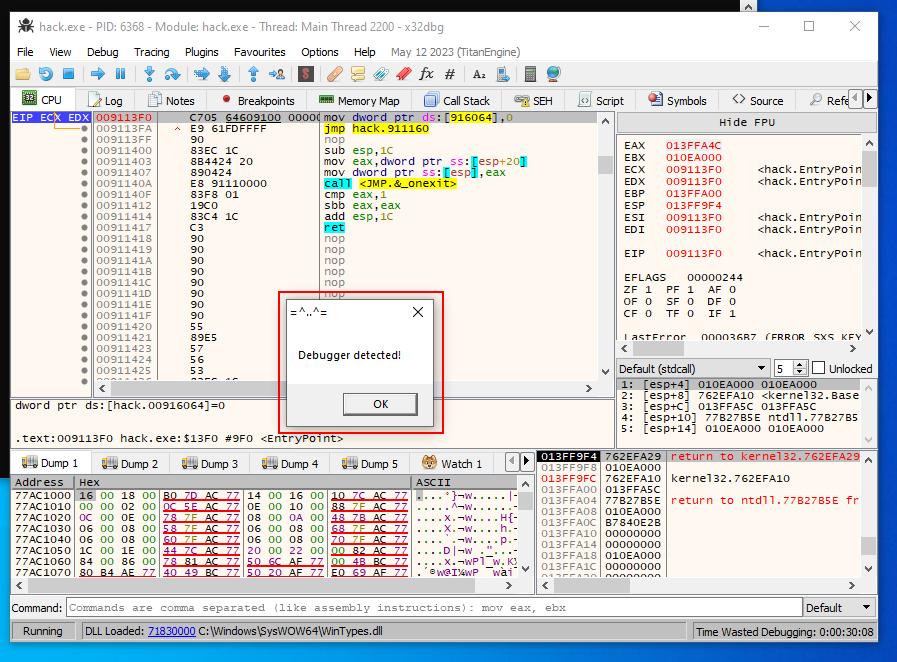 hack.exe - PID: 6368 - Module: hack.exe - Thread: Main Thread 2200 - x32dbg
File View Debug Tracing Plugins Favourites Options Help May 12 2023 (TitanEngine)
CPU Log Notes Breakpoints Memory Map Call Stack SEH Script Symbols Source Refe
EIP ECX EDX 009113F0 C705 64609100 00000 mov dword ptr ds:[916064],0
009113FA E9 61FDFFFF jmp hack.911160
009113FF 90 nop
00911400 83EC 1C sub esp,1C
00911403 8B4424 20 mov eax,dword ptr ss:[esp+20]
00911407 890424 mov dword ptr ss:[esp],eax
0091140A E8 91110000 call <JMP.&_onexit>
0091140F 83F8 01 cmp eax,1
00911412 19C0 sbb eax,eax
00911414 83C4 1C add esp,1C
00911417 C3 ret
00911418 90 nop
00911419 90 nop
0091141A 90 nop
0091141B 90 nop
0091141C 90 nop
0091141D 90 nop
0091141E 90
0091141F 90
00911420 55
00911421 89E5
00911423 57
00911424 56
00911425 53
Hide FPU
EAX 013FFA4C
EBX 010EA000
ECX 009113F0 <hack.EntryPoin
EDX 009113F0 <hack.EntryPoin
EBP 013FFA00
ESP 013FF9F4
ESI 009113F0 <hack.EntryPoin
EDI 009113F0 <hack.EntryPoin
EIP 009113F0 <hack.EntryPoin
EFLAGS 00000244
ZF 1 PF 1 AF 0
OF 0 SF 0 DF 0
CF 0 TF 0 IF 1
LastError 000036B7 (ERROR_SXS_KEY
Default (stdcall) 5 Unlocked
1: [esp+4] 010EA000 010EA000
2: [esp+8] 762EFA10 <kernel32.Base
3: [esp+C] 013FFA5C 013FFA5C
4: [esp+10] 77B27B5E ntdll.77B27B5
5: [esp+14] 010EA000 010EA000
=^..^=
Debugger detected!
OK
dword ptr ds:[hack.00916064]=0
.text:009113F0 hack.exe:$13F0 #9F0 <EntryPoint>
Dump 1 Dump 2 Dump 3 Dump 4 Dump 5 Watch 1
Address Hex ASCII
77AC1000 16 00 18 00 B0 7D AC 77 14 00 16 00 10 7C AC 77
77AC1010 00 00 02 00 0C 5E AC 77 0E 00 10 00 88 7F AC 77
77AC1020 0C 00 0E 00 78 7F AC 77 08 00 0A 00 48 7B AC 77
77AC1030 06 00 08 00 58 7F AC 77 06 00 08 00 68 7F AC 77
77AC1040 06 00 08 00 60 7F AC 77 06 00 08 00 70 7F AC 77
77AC1050 1C 00 1E 00 44 7C AC 77 20 00 22 00 00 82 AC 77
77AC1060 84 00 86 00 78 81 AC 77 50 6C AF 77 00 4B BC 77
77AC1070 80 B4 AE 77 40 49 BC 77 50 20 AF 77 E0 69 AF 77
013FF9F4 762EFA29 return to kernel32.762EFA29
013FF9F8 010EA000
013FF9FC 762EFA10 kernel32.762EFA10
013FFA00 013FFA5C
013FFA04 77B27B5E return to ntdll.77B27B5E fr
013FFA08 010EA000
013FFA0C B7840E2B
013FFA10 00000000
013FFA14 00000000
013FFA18 010EA000
013FFA1C 00000000
013FFA20 00000000
Command: Commands are comma separated (like assembly instructions): mov eax, ebx Default
Running DLL Loaded: 71830000 C:\Windows\SysWOW64\WinTypes.dll Time Wasted Debugging: 0:00:30:08